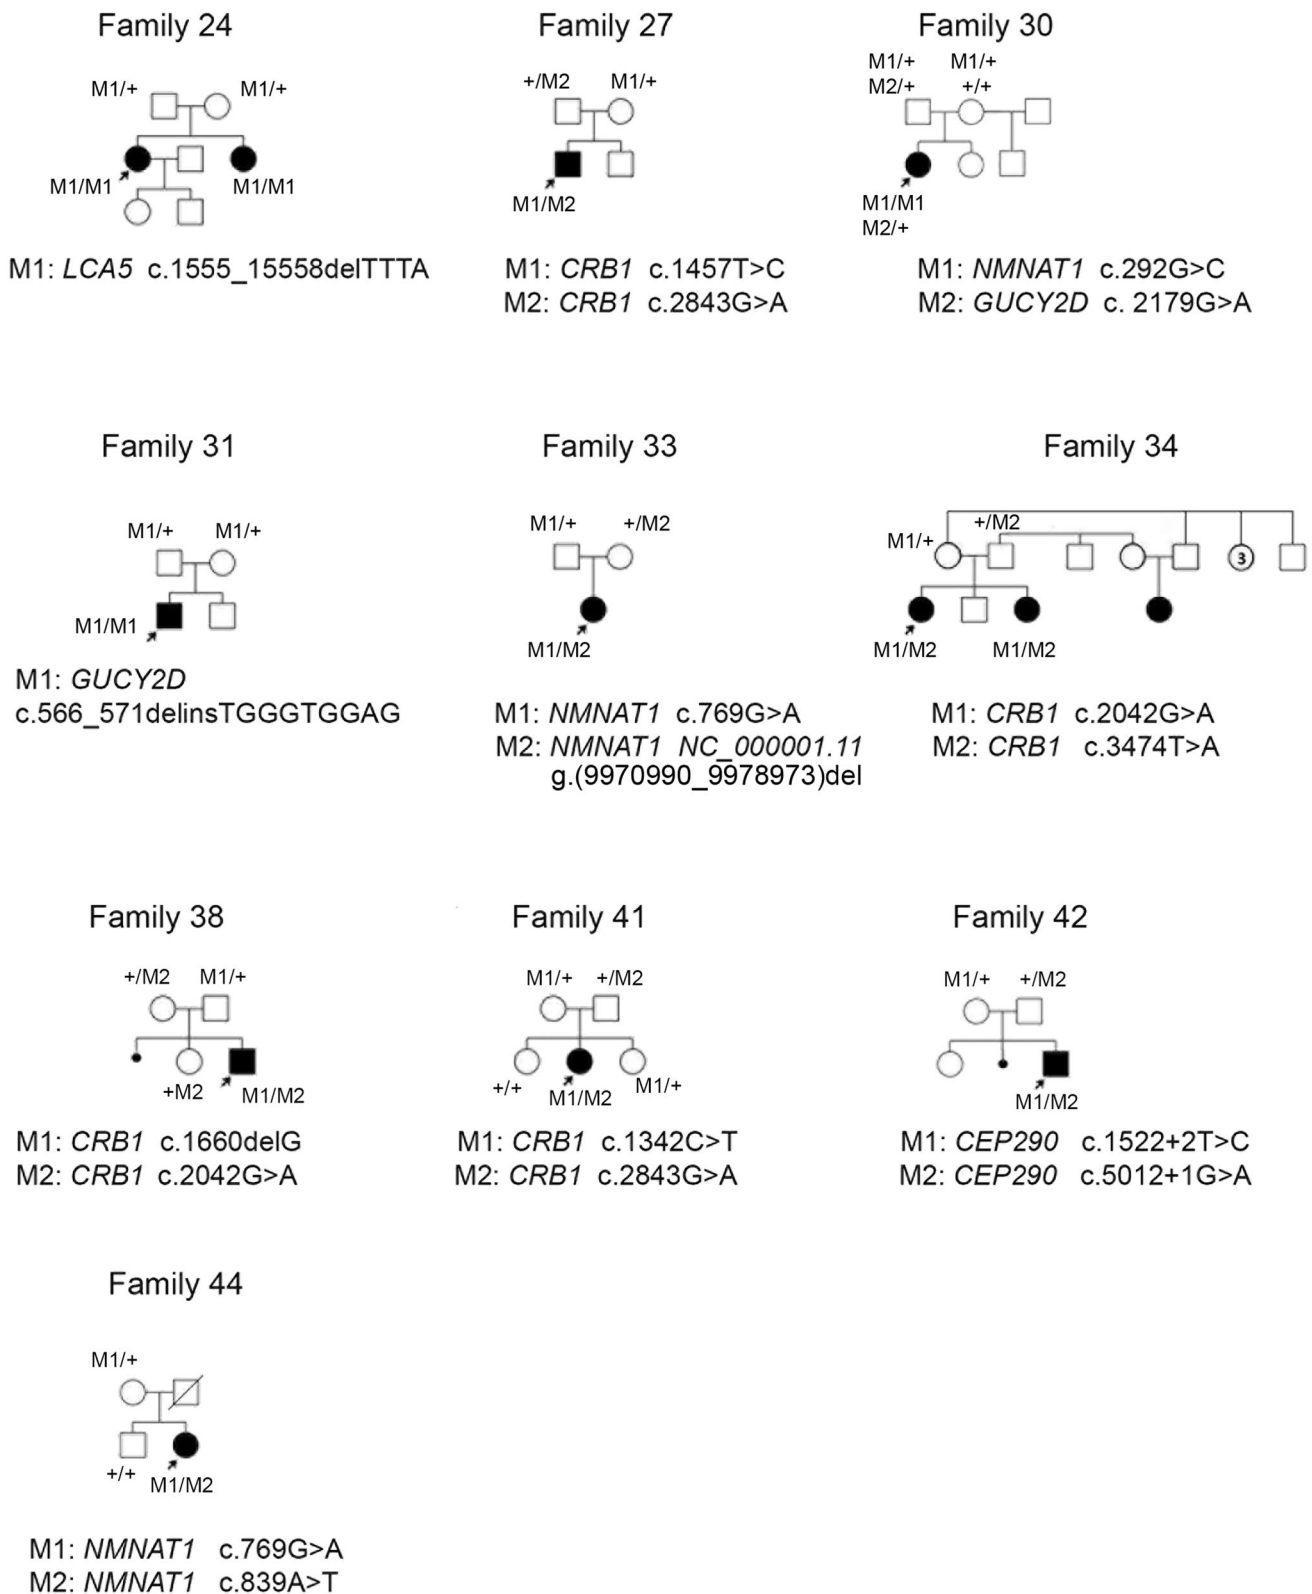 Family 24
Family 27
Family 30
M1/+
M1/+
+/M2
M1/+
M1/+
M1/+
M2/+
+/+
M1/M1
M1/M1
M1/M2
M1/M1
M2/+
M1: LCA5 c.1555_15558delTTTA
M1: CRB1 c.1457T>C
M2: CRB1 c.2843G>A
M1: NMNAT1 c.292G>C
M2: GUCY2D c. 2179G>A
Family 31
Family 33
Family 34
M1/+
M1/+
M1/+
+/M2
M1/+
+/M2
3
M1/M1
M1/M2
M1/M2
M1/M2
M1: GUCY2D
c.566_571delinsTGGGTGGAG
M1: NMNAT1 c.769G>A
M2: NMNAT1 NC_000001.11
g.(9970990_9978973)del
M1: CRB1 c.2042G>A
M2: CRB1 c.3474T>A
Family 38
Family 41
Family 42
+/M2
M1/+
M1/+
+/M2
M1/+
+/M2
+M2
M1/M2
+/+
M1/M2
M1/+
M1/M2
M1: CRB1 c.1660delG
M2: CRB1 c.2042G>A
M1: CRB1 c.1342C>T
M2: CRB1 c.2843G>A
M1: CEP290 c.1522+2T>C
M2: CEP290 c.5012+1G>A
Family 44
M1/+
+/+
M1/M2
M1: NMNAT1 c.769G>A
M2: NMNAT1 c.839A>T